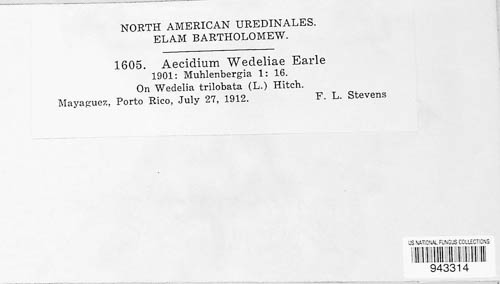 NORTH AMERICAN UREDINALES.
ELAM BARTHOLOMEW.
1605. Aecidium Wedeliae Earle
1901: Muhlenbergia 1: 16.
On Wedelia trilobata (L.) Hitch.
Mayaguez, Porto Rico, July 27, 1912. F. L. Stevens
US NATIONAL FUNGUS COLLECTIONS
943314